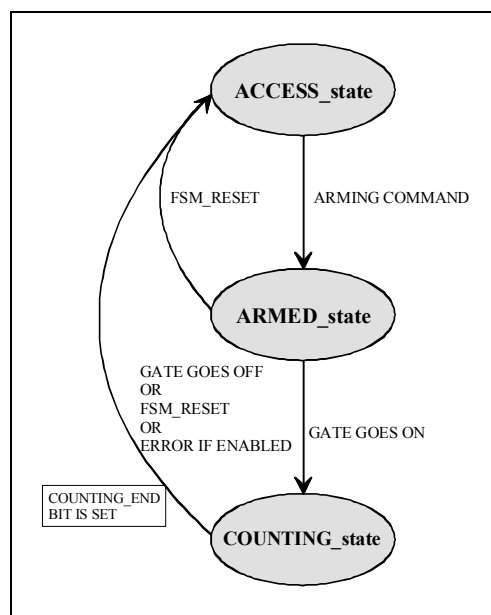 ACCESS_state
FSM_RESET
ARMING COMMAND
ARMED_state
GATE GOES OFF
OR
FSM_RESET
OR
ERROR IF ENABLED
GATE GOES ON
COUNTING_END
BIT IS SET
COUNTING_state